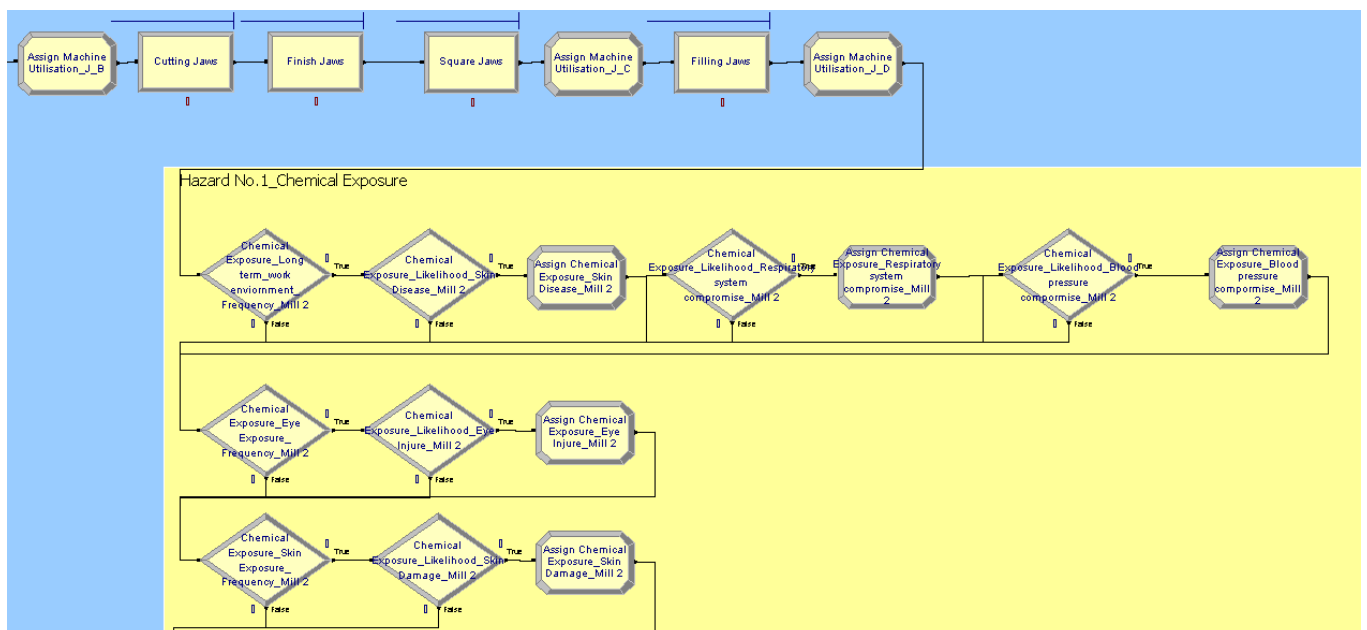 Assign Machine
Utilisation_J_B
Cutting Jaws
Finish Jaws
Square Jaws
Assign Machine
Utilisation_J_C
Filling Jaws
Assign Machine
Utilisation_J_D
Hazard No.1_Chemical Exposure
Chemical
Exposure_Long
term_work
enviornment_
Frequency_Mill 2
True
False
Chemical
Exposure_Likelihood_Skin
Disease_Mill 2
True
False
Assign Chemical
Exposure_Skin
Disease_Mill 2
Chemical
Exposure_Likelihood_Respiratory
system
compromise_Mill 2
True
False
Assign Chemical
Exposure_Respiratory
system
compromise_Mill
2
Chemical
Exposure_Likelihood_Blood
pressure
compormise_Mill 2
True
False
Assign Chemical
Exposure_Blood
pressure
compormise_Mill
2
Chemical
Exposure_Eye
Exposure_
Frequency_Mill 2
True
False
Chemical
Exposure_Likelihood_Eye
Injure_Mill 2
True
False
Assign Chemical
Exposure_Eye
Injure_Mill 2
Chemical
Exposure_Skin
Exposure_
Frequency_Mill 2
True
False
Chemical
Exposure_Likelihood_Skin
Damage_Mill 2
True
False
Assign Chemical
Exposure_Skin
Damage_Mill 2